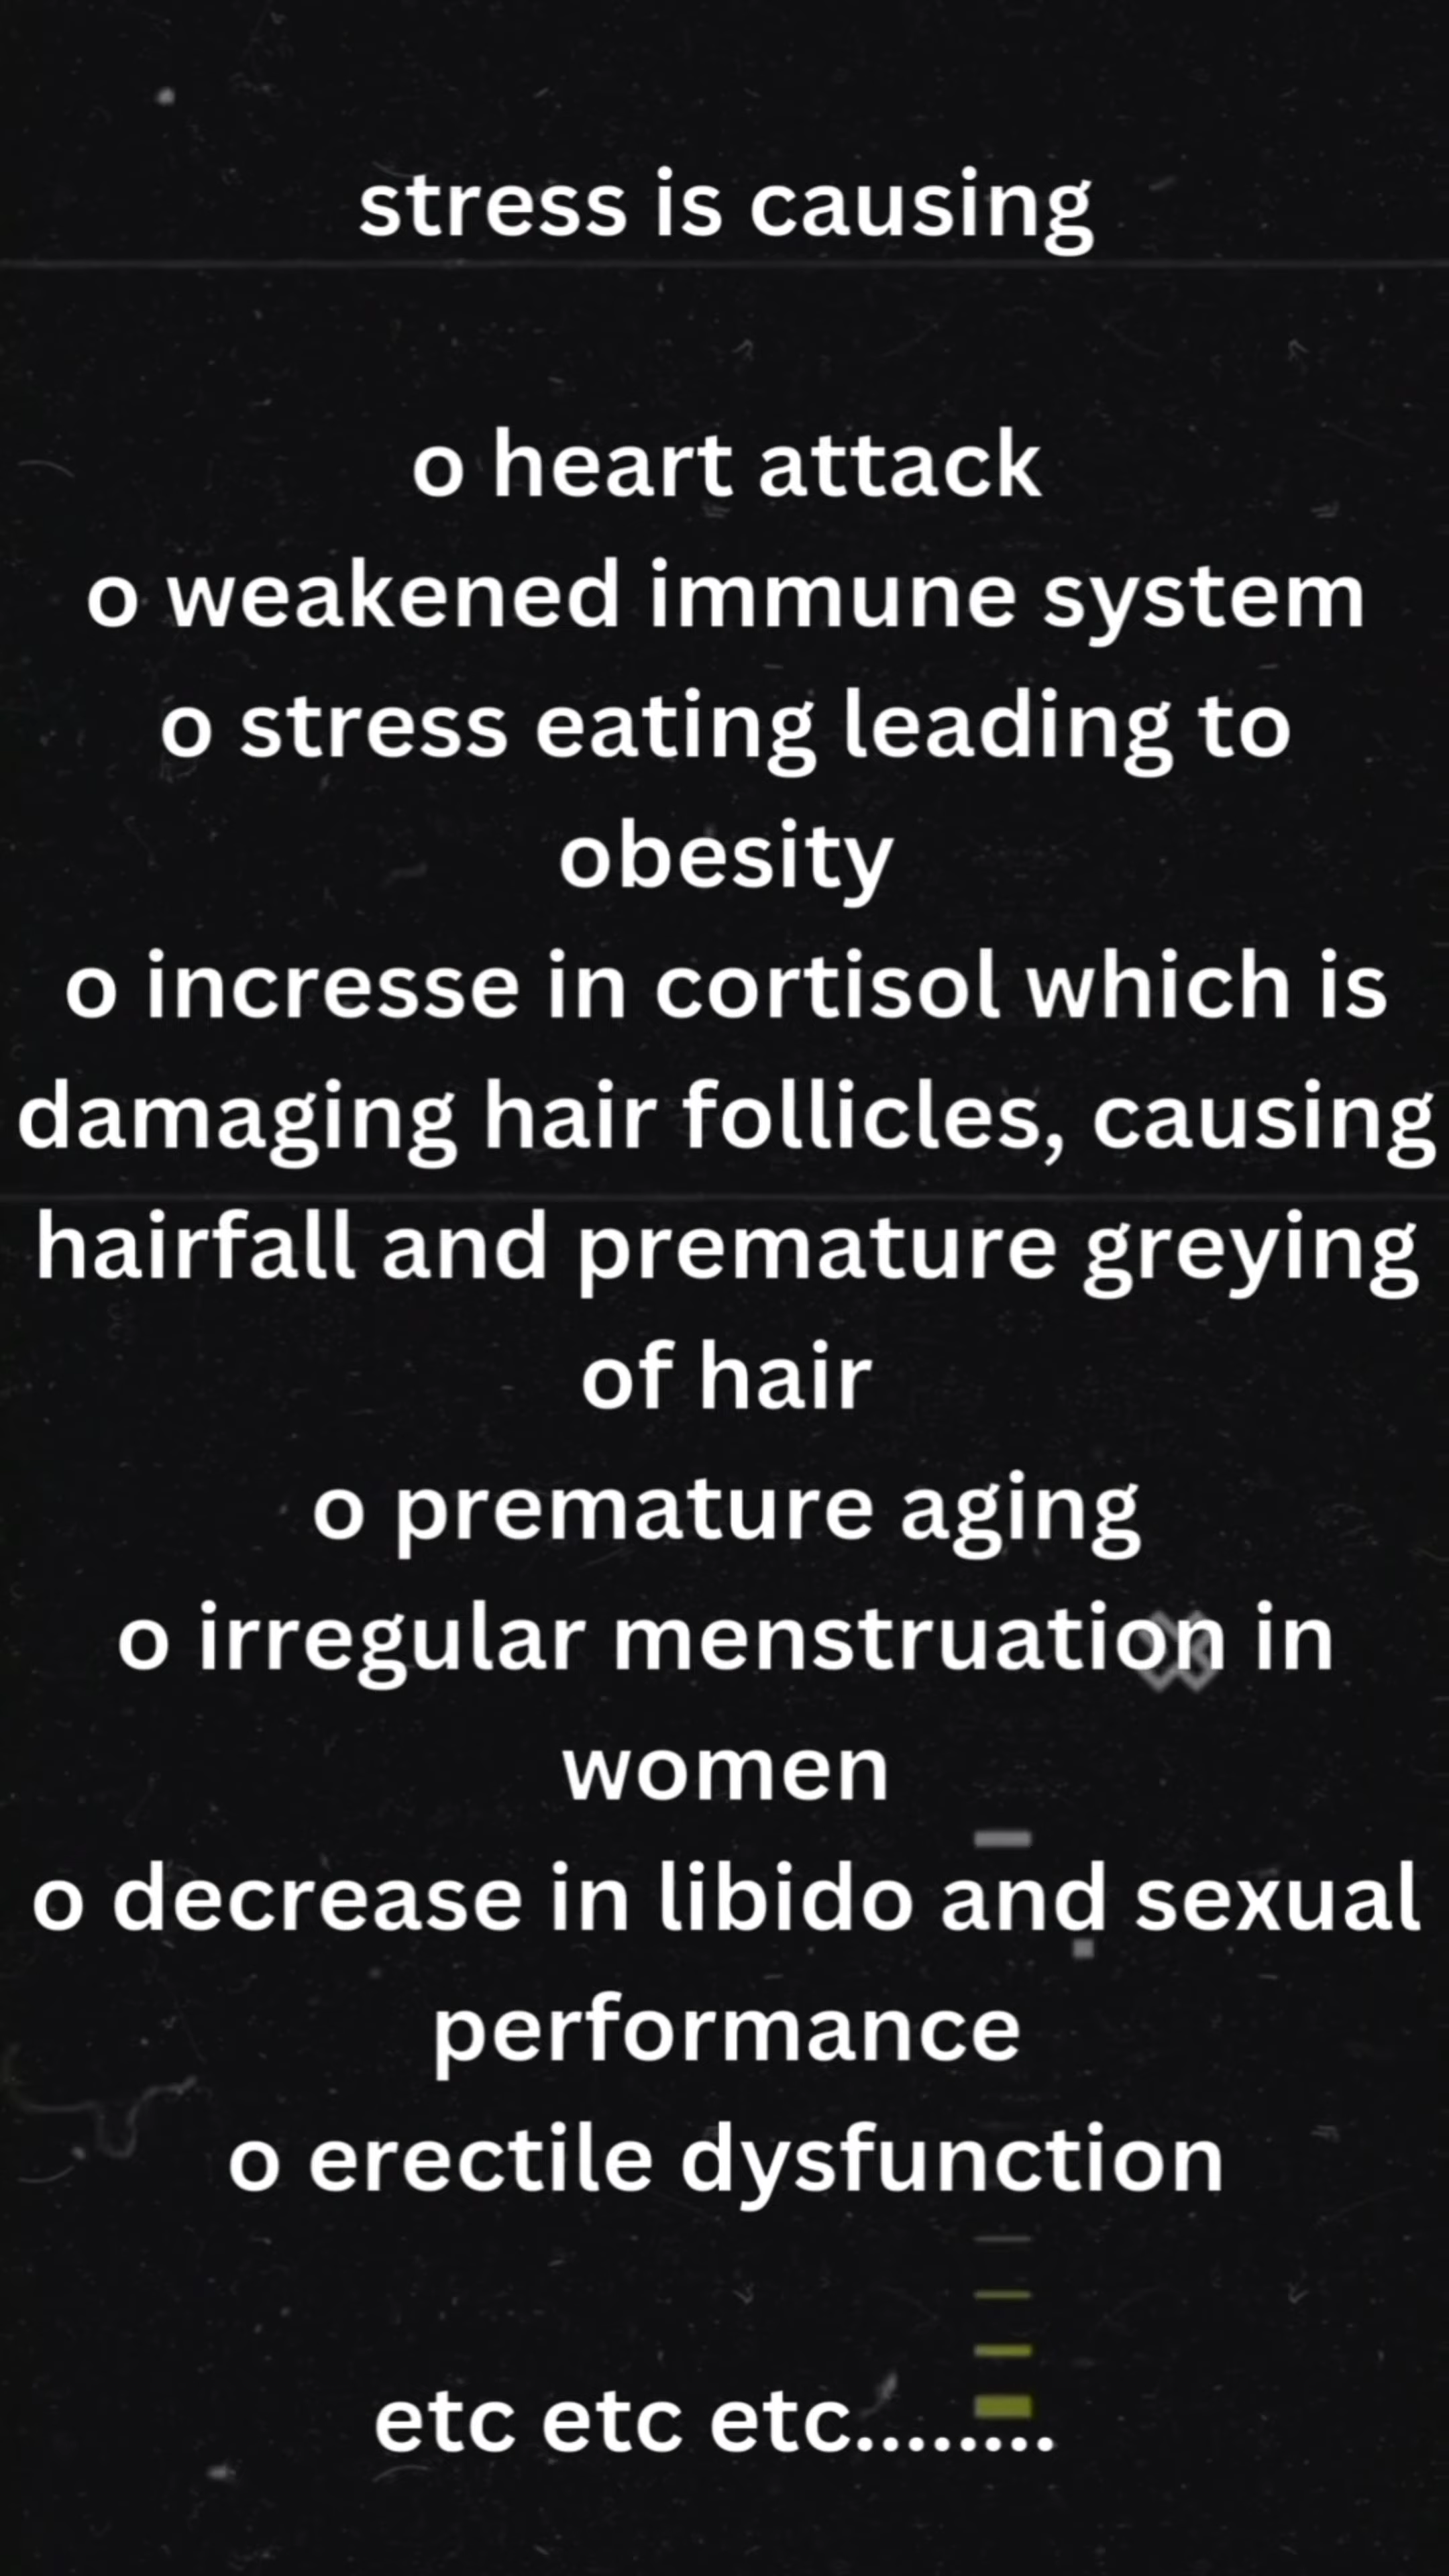 stress is causing
o heart attack
o weakened immune system
o stress eating leading to
obesity
o incresse in cortisol which is
damaging hair follicles, causing
hairfall and premature greying
of hair
o premature aging
o irregular menstruation in
women
o decrease in libido and sexual
performance
o erectile dysfunction
etc etc etc........